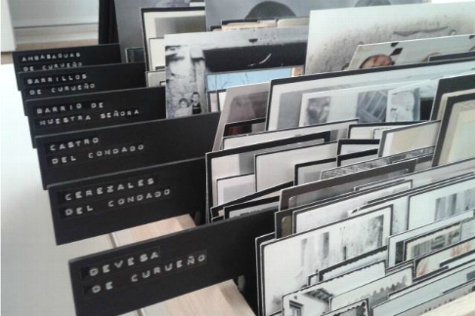 AMBASAGUAS
DE CURUEÑO
BARRILLOS
DE CURUEÑO
BARRIO DE
NUESTRA SEÑORA
CASTRO
DEL CONDADO
CEREZALES
DEL CONDADO
DEVESA
DE CURUEÑO